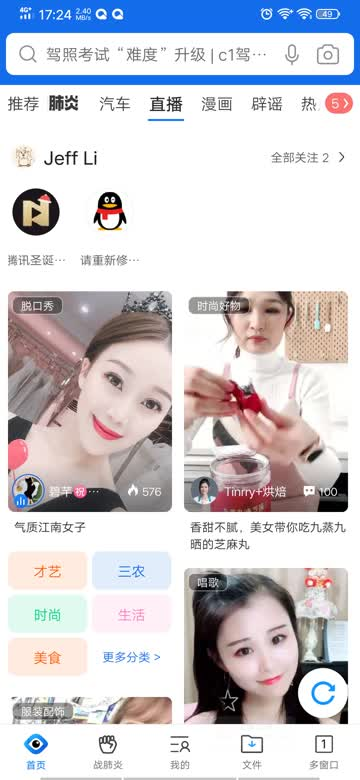 4G+ 17:24 2.40 MB/s 49
驾照考试“难度”升级 | c1驾…
推荐 肺炎 汽车 直播 漫画 辟谣 热 5
Jeff Li 全部关注 2
腾讯圣诞… 请重新修…
脱口秀
碧芊 祝 … 576
气质江南女子
时尚好物
Tinrry+烘焙 100
香甜不腻，美女带你吃九蒸九
晒的芝麻丸
才艺 三农
时尚 生活
美食 更多分类 >
唱歌
服装配饰
首页 战肺炎 我的 文件 1 多窗口